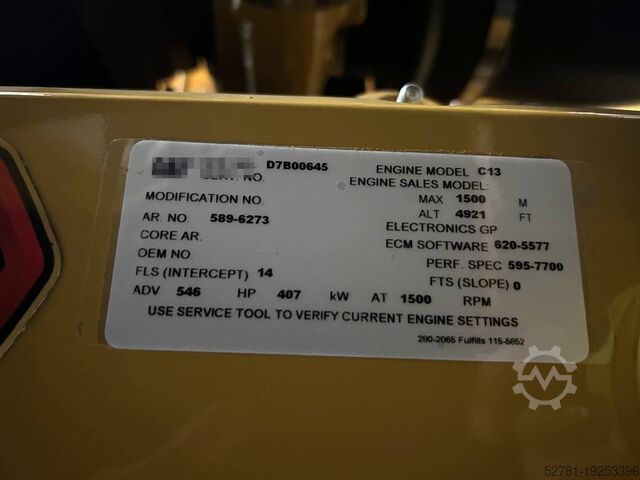 D7B00645 ENGINE MODEL C13
SERT. NO. ENGINE SALES MODEL:
MODIFICATION NO. MAX 1500 M
AR. NO. 589-6273 ALT 4921 FT
CORE AR. ELECTRONICS GP
OEM NO. ECM SOFTWARE 620-5577
FLS (INTERCEPT) 14 PERF. SPEC 595-7700
FTS (SLOPE) 0
ADV 546 HP 407 kW AT 1500 RPM
USE SERVICE TOOL TO VERIFY CURRENT ENGINE SETTINGS
290-2065 Fulfills 115-5852
52781-19253396